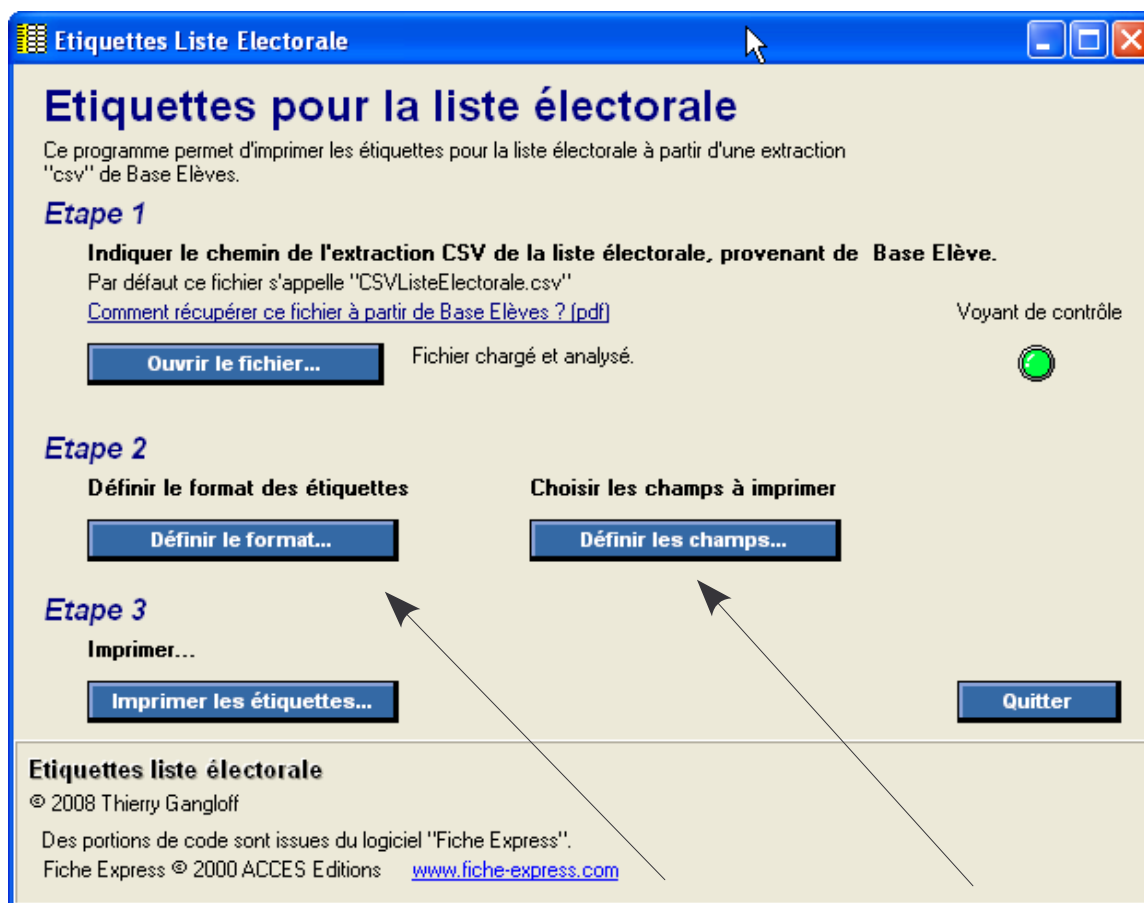 Etiquettes Liste Electorale
Etiquettes pour la liste électorale
Ce programme permet d'imprimer les étiquettes pour la liste électorale à partir d'une extraction
"csv" de Base Elèves.
Etape 1
Indiquer le chemin de l'extraction CSV de la liste électorale, provenant de Base Elève.
Par défaut ce fichier s'appelle "CSVListeElectorale.csv"
Comment récupérer ce fichier à partir de Base Elèves ? (pdf)
Voyant de contrôle
Ouvrir le fichier...
Fichier chargé et analysé.
Etape 2
Définir le format des étiquettes
Choisir les champs à imprimer
Définir le format...
Définir les champs...
Etape 3
Imprimer...
Imprimer les étiquettes...
Quitter
Etiquettes liste électorale
© 2008 Thierry Gangloff
Des portions de code sont issues du logiciel "Fiche Express".
Fiche Express © 2000 ACCES Editions www.fiche-express.com